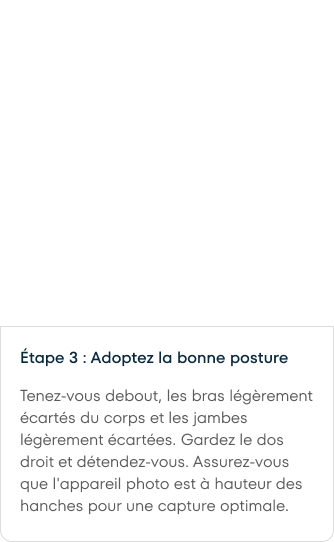 Étape 3 : Adoptez la bonne posture
Tenez-vous debout, les bras légèrement
écartés du corps et les jambes
légèrement écartées. Gardez le dos
droit et détendez-vous. Assurez-vous
que l'appareil photo est à hauteur des
hanches pour une capture optimale.